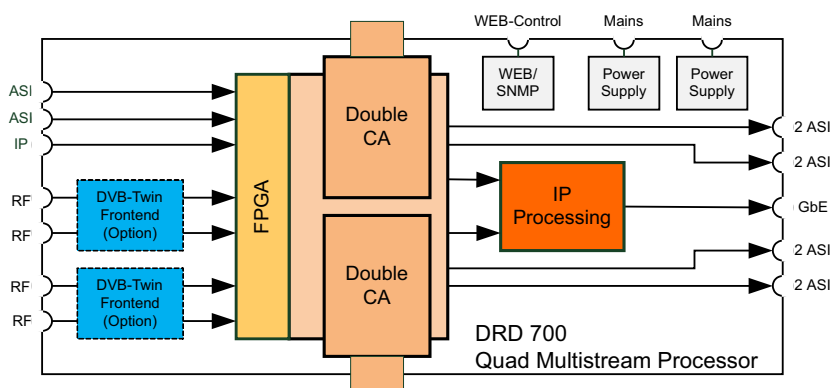 WEB-Control
Mains
Mains
WEB/
SNMP
Power
Supply
Power
Supply
ASI
ASI
IP
RF
RF
RF
RF
DVB-Twin
Frontend
(Option)
DVB-Twin
Frontend
(Option)
FPGA
Double
CA
Double
CA
IP
Processing
2 ASI
2 ASI
GbE
2 ASI
2 ASI
DRD 700
Quad Multistream Processor